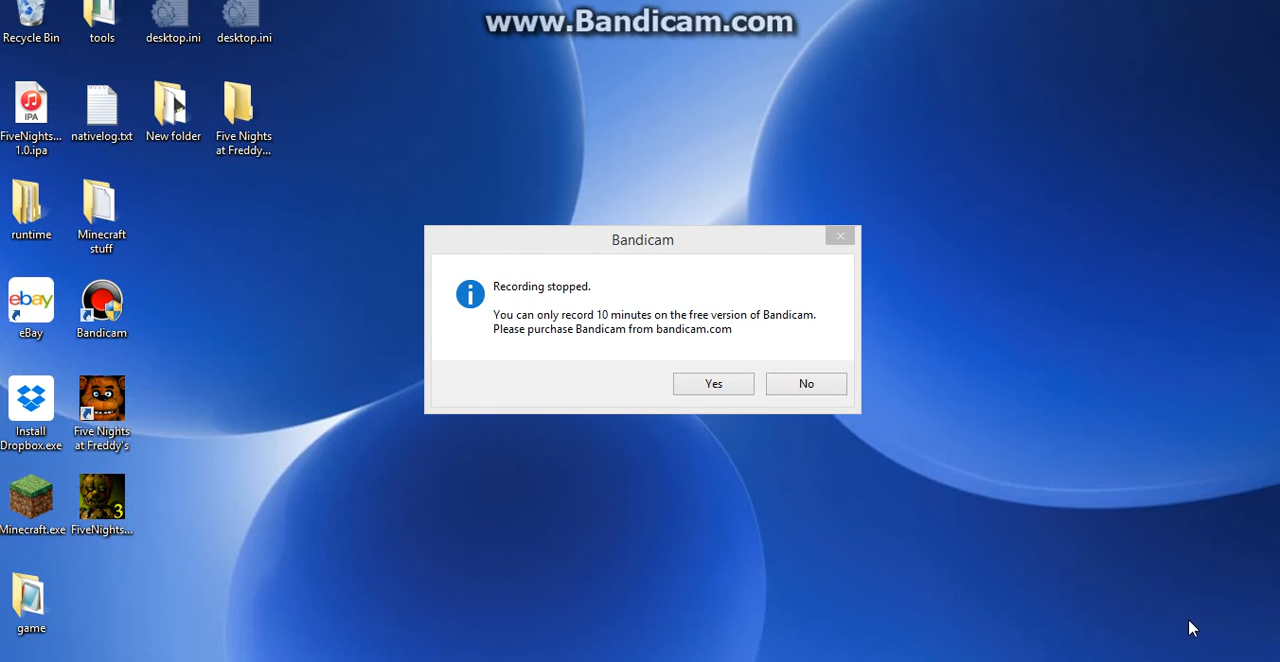 www.Bandicam.com
Recycle Bin
tools
desktop.ini
desktop.ini
IPA
FiveNights...
1.0.ipa
nativelog.txt
New folder
Five Nights
at Freddy...
runtime
Minecraft
stuff
ebay
eBay
Bandicam
Install
Dropbox.exe
Five Nights
at Freddy's
Minecraft.exe
3
FiveNights...
game
Bandicam
Recording stopped.
You can only record 10 minutes on the free version of Bandicam.
Please purchase Bandicam from bandicam.com
Yes
No